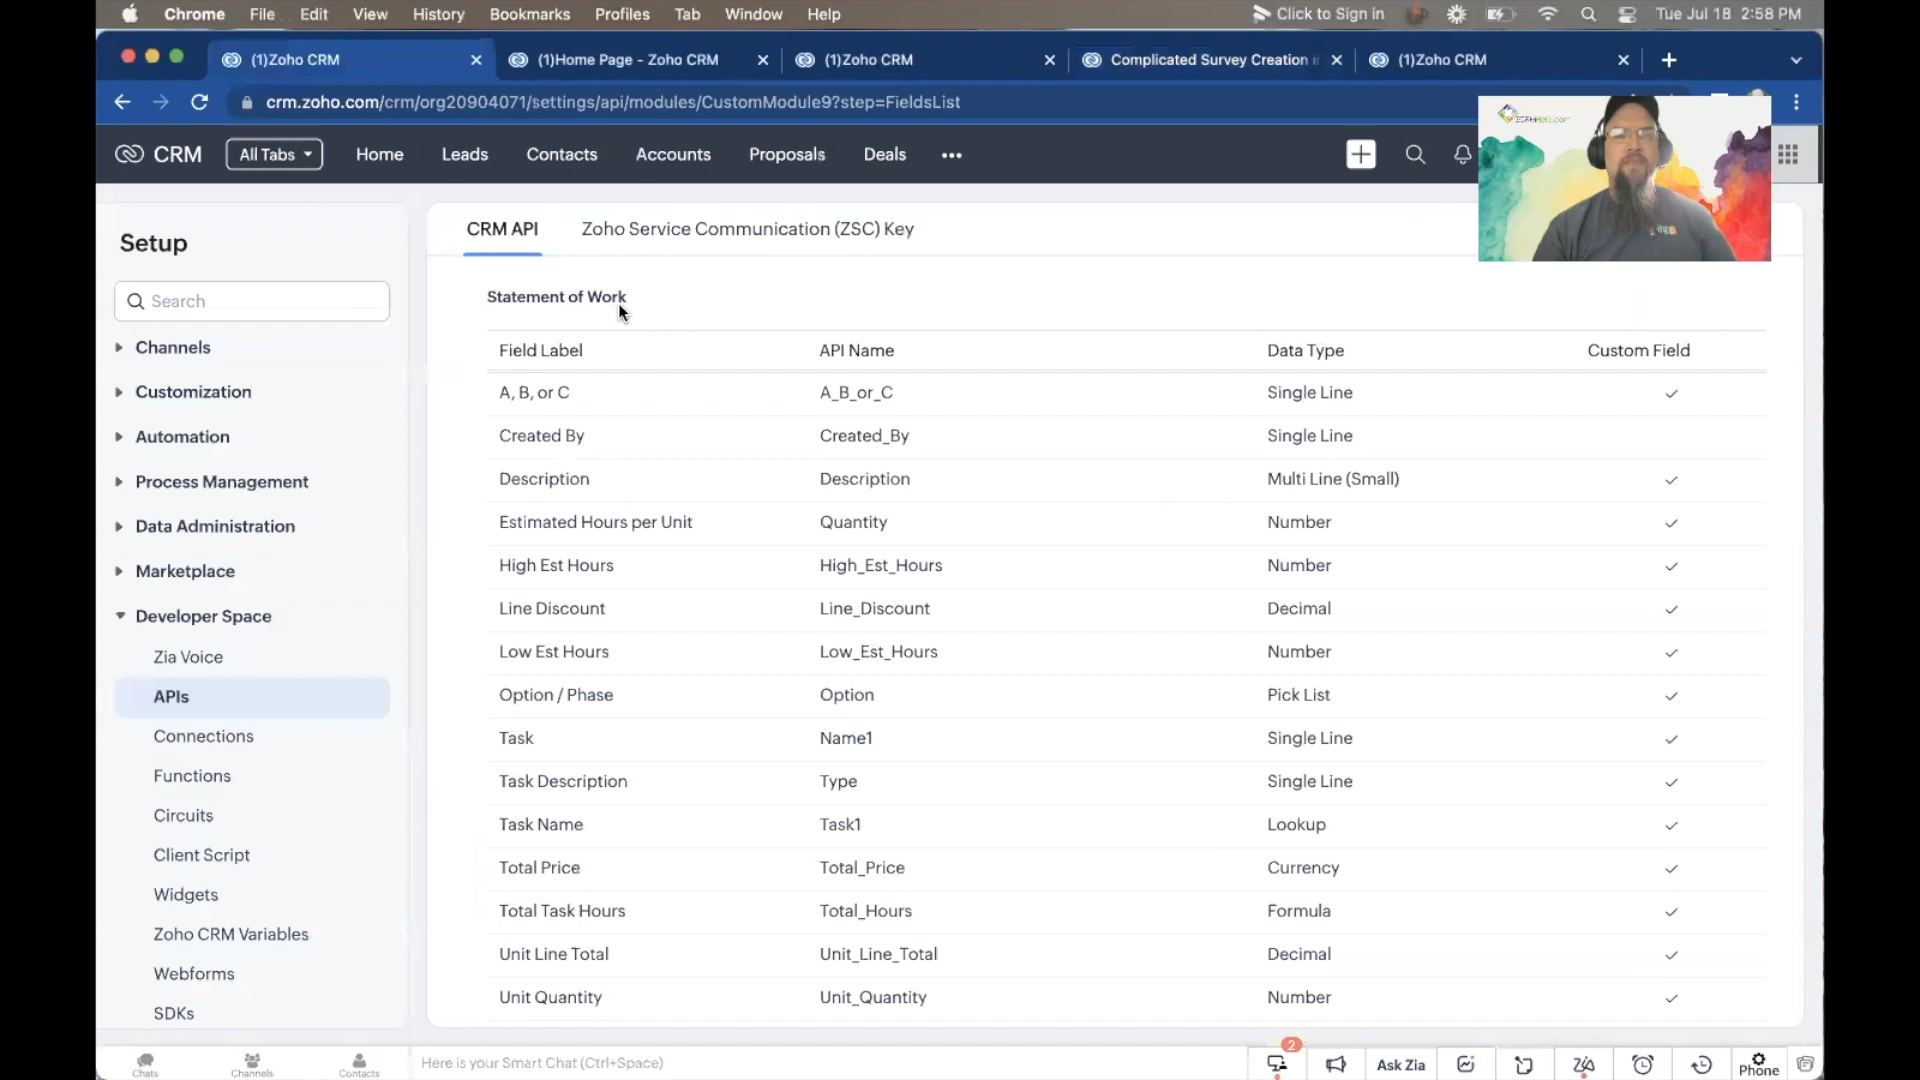 Chrome File Edit View History Bookmarks Profiles Tab Window Help Click to Sign in Tue Jul 18 2:58 PM
(1)Zoho CRM (1)Home Page - Zoho CRM (1)Zoho CRM Complicated Survey Creation i (1)Zoho CRM
crm.zoho.com/crm/org20904071/settings/api/modules/CustomModule9?step=FieldsList
CRM All Tabs Home Leads Contacts Accounts Proposals Deals
Setup
Search
Channels
Customization
Automation
Process Management
Data Administration
Marketplace
Developer Space
Zia Voice
APIs
Connections
Functions
Circuits
Client Script
Widgets
Zoho CRM Variables
Webforms
SDKs
CRM API Zoho Service Communication (ZSC) Key
Statement of Work
Field Label API Name Data Type Custom Field
A, B, or C A_B_or_C Single Line
Created By Created_By Single Line
Description Description Multi Line (Small)
Estimated Hours per Unit Quantity Number
High Est Hours High_Est_Hours Number
Line Discount Line_Discount Decimal
Low Est Hours Low_Est_Hours Number
Option / Phase Option Pick List
Task Name1 Single Line
Task Description Type Single Line
Task Name Task1 Lookup
Total Price Total_Price Currency
Total Task Hours Total_Hours Formula
Unit Line Total Unit_Line_Total Decimal
Unit Quantity Unit_Quantity Number
Chats Channels Contacts Here is your Smart Chat (Ctrl+Space) 2 Ask Zia Phone